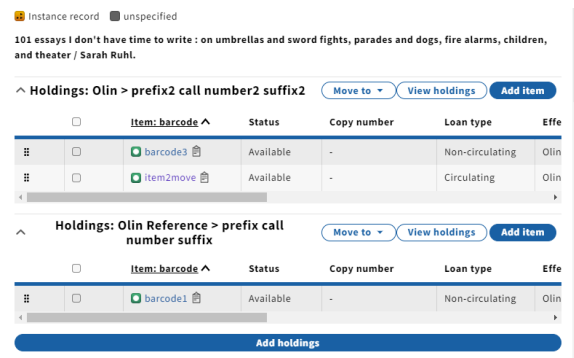 Instance record unspecified
101 essays I don't have time to write : on umbrellas and sword fights, parades and dogs, fire alarms, children,
and theater / Sarah Ruhl.
Holdings: Olin > prefix2 call number2 suffix2 Move to View holdings Add item
Item: barcode Status Copy number Loan type Effe
barcode3 Available - Non-circulating Olin
item2move Available - Circulating Olin
Holdings: Olin Reference > prefix call
number suffix
Move to View holdings Add item
Item: barcode Status Copy number Loan type Effe
barcode1 Available - Non-circulating Olin
Add holdings